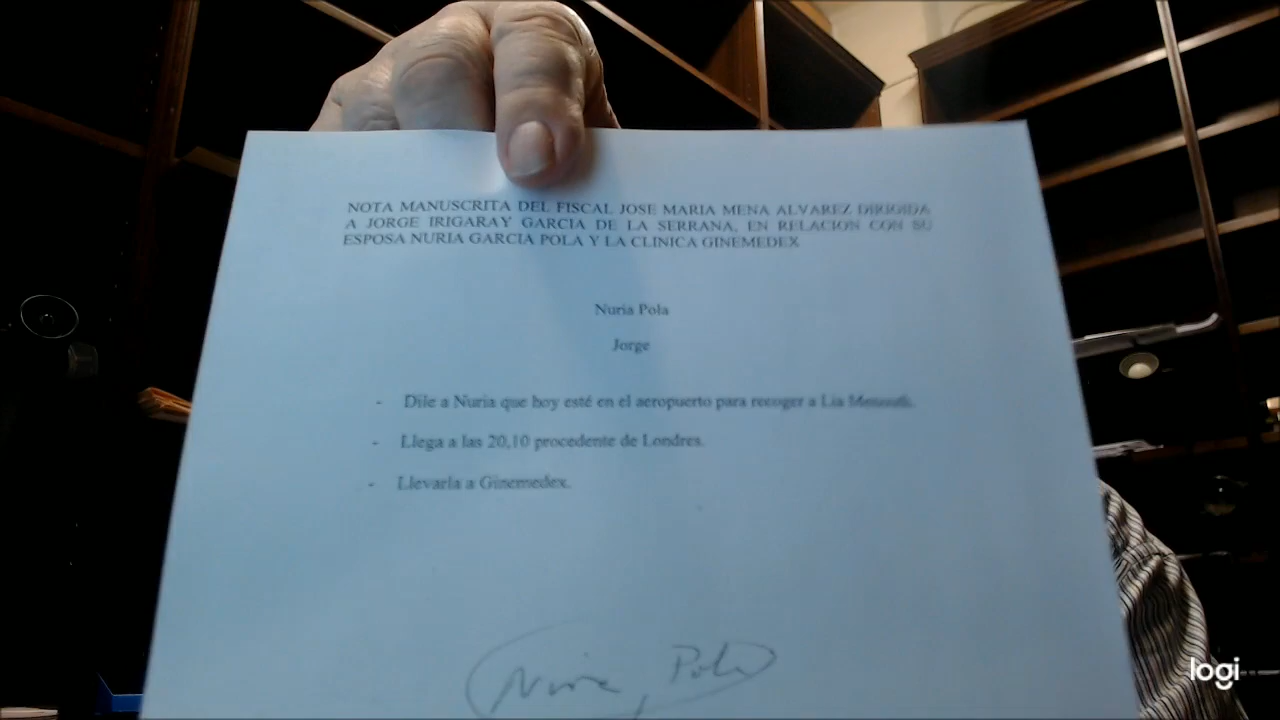 NOTA MANUSCRITA DEL FISCAL JOSE MARIA MENA ALVAREZ DIRIGIDA
A JORGE IRIGARAY GARCIA DE LA SERRANA, EN RELACION CON SU
ESPOSA NURIA GARCIA POLA Y LA CLINICA GINEMEDEX
Nuria Pola
Jorge
- Dile a Nuria que hoy esté en el aeropuerto para recoger a Lia
- Llega a las 20,10 procedente de Londres.
- Llevarla a Ginemedex.
Nuria Pola
logi